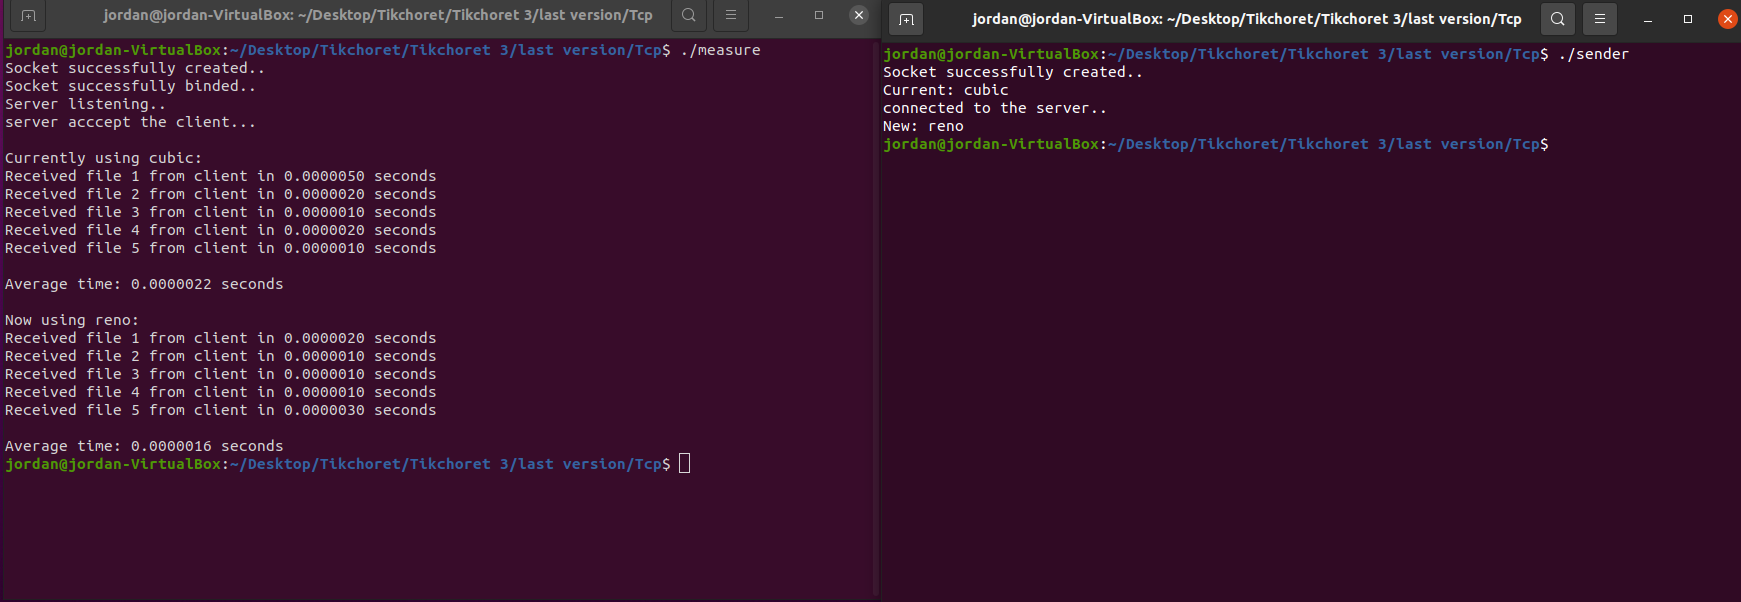 jordan@jordan-VirtualBox: ~/Desktop/Tikchoret/Tikchoret 3/last version/Tcp
jordan@jordan-VirtualBox:~/Desktop/Tikchoret/Tikchoret 3/last version/Tcp$ ./measure
Socket successfully created..
Socket successfully binded..
Server listening..
server acccept the client...
Currently using cubic:
Received file 1 from client in 0.0000050 seconds
Received file 2 from client in 0.0000020 seconds
Received file 3 from client in 0.0000010 seconds
Received file 4 from client in 0.0000020 seconds
Received file 5 from client in 0.0000010 seconds
Average time: 0.0000022 seconds
Now using reno:
Received file 1 from client in 0.0000020 seconds
Received file 2 from client in 0.0000010 seconds
Received file 3 from client in 0.0000010 seconds
Received file 4 from client in 0.0000010 seconds
Received file 5 from client in 0.0000030 seconds
Average time: 0.0000016 seconds
jordan@jordan-VirtualBox:~/Desktop/Tikchoret/Tikchoret 3/last version/Tcp$
jordan@jordan-VirtualBox: ~/Desktop/Tikchoret/Tikchoret 3/last version/Tcp
jordan@jordan-VirtualBox:~/Desktop/Tikchoret/Tikchoret 3/last version/Tcp$ ./sender
Socket successfully created..
Current: cubic
connected to the server..
New: reno
jordan@jordan-VirtualBox:~/Desktop/Tikchoret/Tikchoret 3/last version/Tcp$